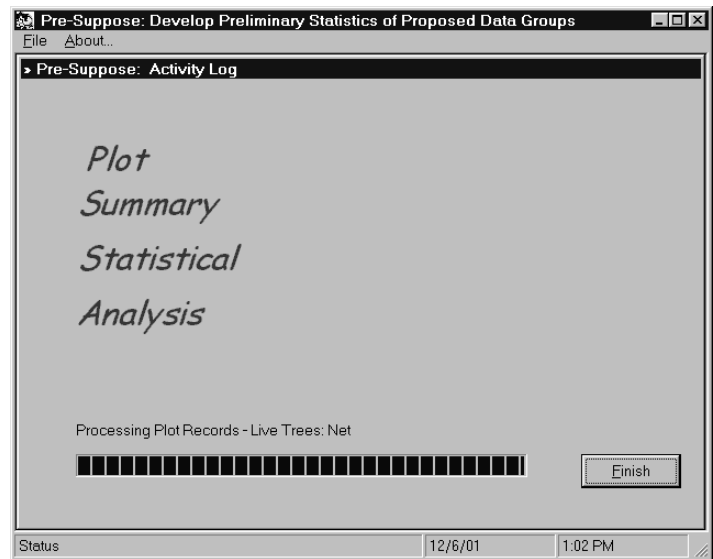 Pre-Suppose: Develop Preliminary Statistics of Proposed Data Groups
File About...
> Pre-Suppose: Activity Log
Plot
Summary
Statistical
Analysis
Processing Plot Records - Live Trees: Net
Finish
Status 12/6/01 1:02 PM